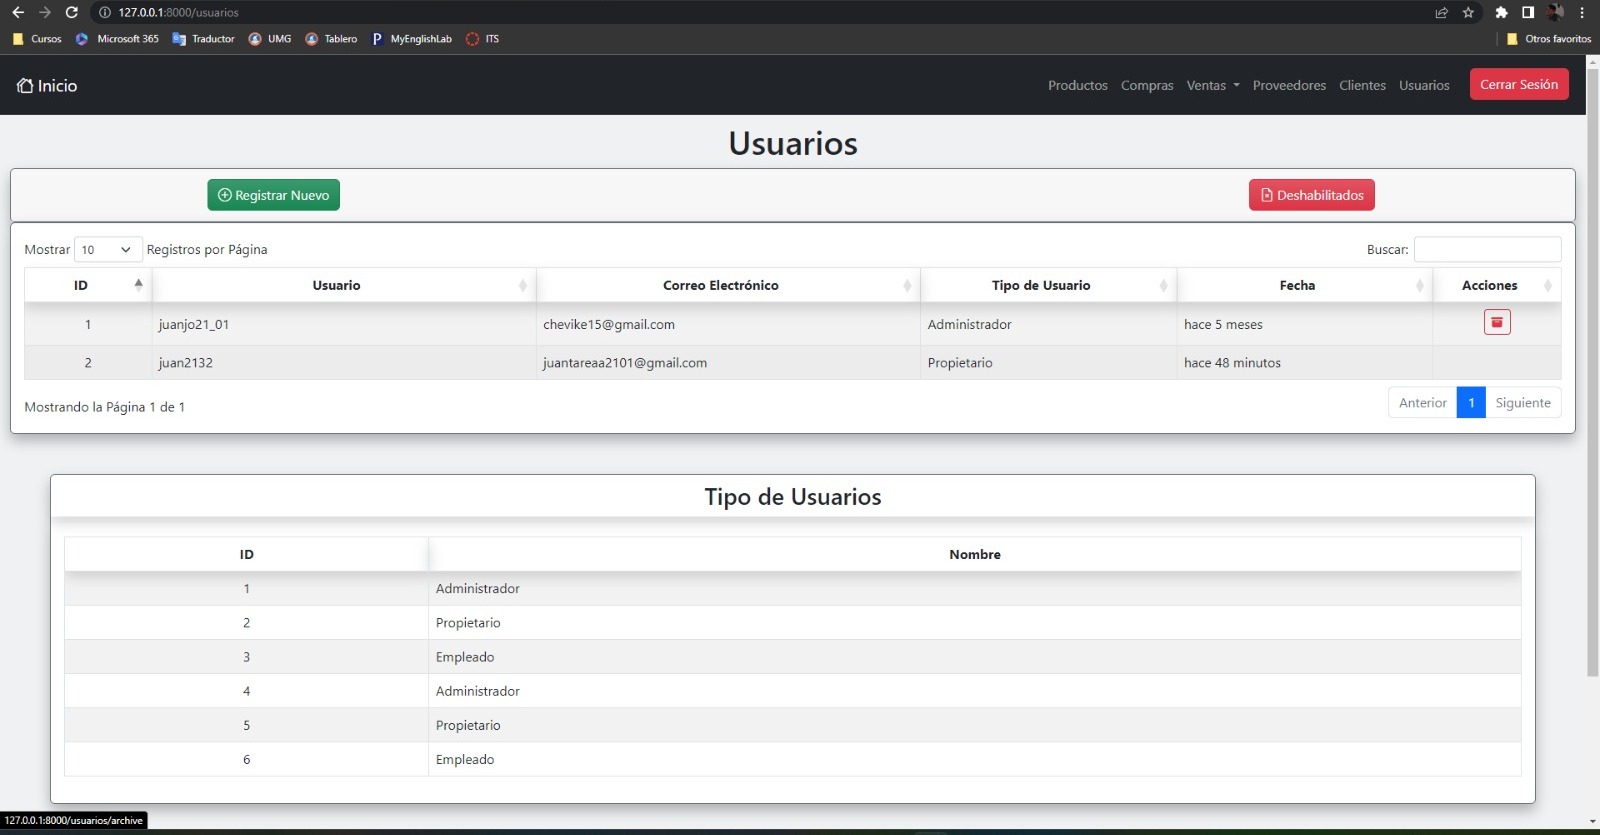 127.0.0.1:8000/usuarios
Cursos Microsoft 365 Traductor UMG Tablero MyEnglishLab ITS Otros favoritos
Inicio Productos Compras Ventas Proveedores Clientes Usuarios Cerrar Sesión
Usuarios
Registrar Nuevo Deshabilitados
Mostrar 10 Registros por Página Buscar:
ID Usuario Correo Electrónico Tipo de Usuario Fecha Acciones
1 juanjo21_01 chevike15@gmail.com Administrador hace 5 meses
2 juan2132 juantareaa2101@gmail.com Propietario hace 48 minutos
Mostrando la Página 1 de 1 Anterior 1 Siguiente
Tipo de Usuarios
ID Nombre
1 Administrador
2 Propietario
3 Empleado
4 Administrador
5 Propietario
6 Empleado
127.0.0.1:8000/usuarios/archive